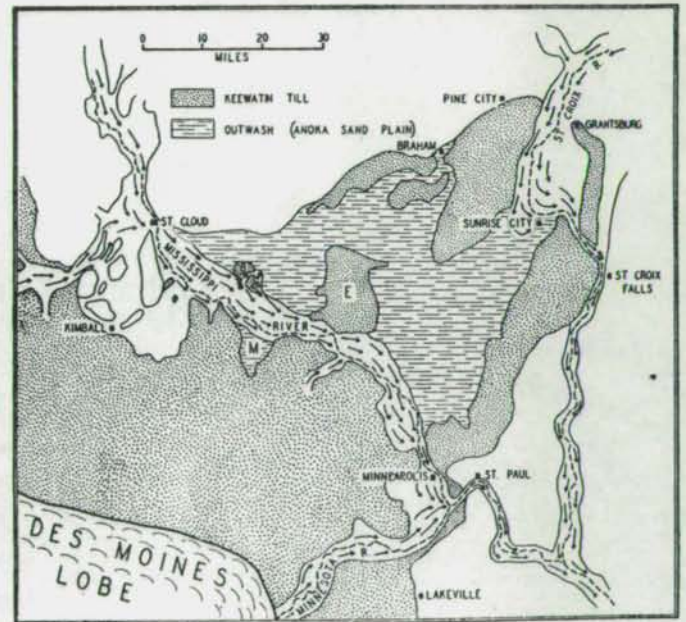 0 10 20 30
MILES
KEEWATIN TILL
OUTWASH (ANOKA SAND PLAIN)
PINE CITY
ST. CROIX R.
GRANTSBURG
BRAHAM
ST. CLOUD
SUNRISE CITY
MISSISSIPPI RIVER
E
ST CROIX FALLS
KIMBALL
M
MINNEAPOLIS
ST. PAUL
DES MOINES LOBE
MINNESOTA R.
LAKEVILLE